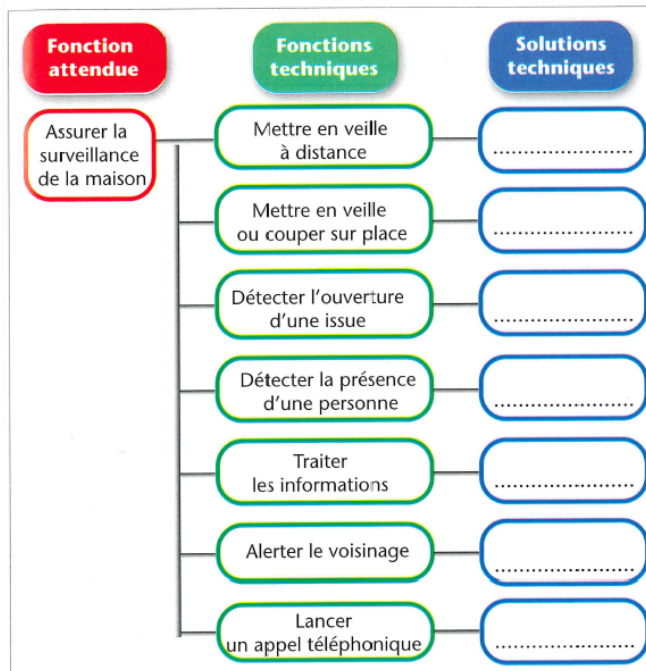 Fonction
attendue
Fonctions
techniques
Solutions
techniques
Assurer la
surveillance
de la maison
Mettre en veille
à distance
....................
Mettre en veille
ou couper sur place
....................
Détecter l'ouverture
d'une issue
....................
Détecter la présence
d'une personne
....................
Traiter
les informations
....................
Alerter le voisinage
....................
Lancer
un appel téléphonique
....................